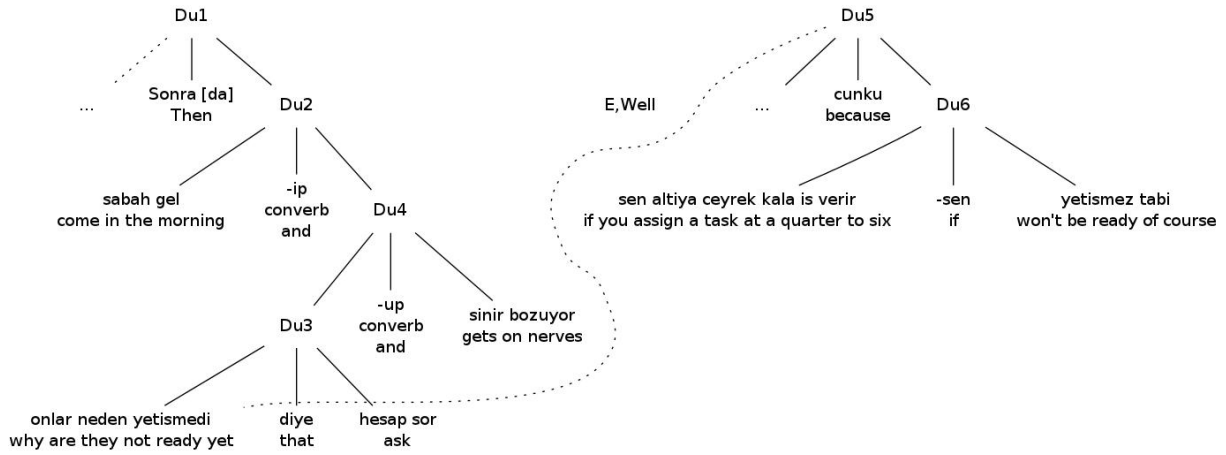 Du1
Du5
... Sonra [da] Du2
Then
E,Well ... cunku Du6
because
sabah gel -ip Du4
come in the morning converb
and
sen altiya ceyrek kala is verir -sen yetismez tabi
if you assign a task at a quarter to six if won't be ready of course
Du3 -up sinir bozuyor
converb gets on nerves
and
onlar neden yetismedi diye hesap sor
why are they not ready yet that ask